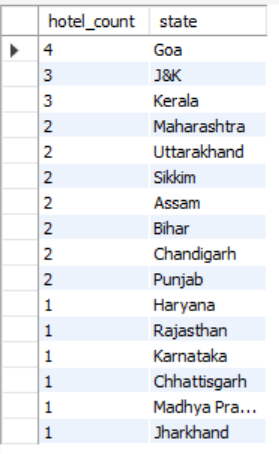 hotel_count state
4 Goa
3 J&K
3 Kerala
2 Maharashtra
2 Uttarakhand
2 Sikkim
2 Assam
2 Bihar
2 Chandigarh
2 Punjab
1 Haryana
1 Rajasthan
1 Karnataka
1 Chhattisgarh
1 Madhya Pra...
1 Jharkhand